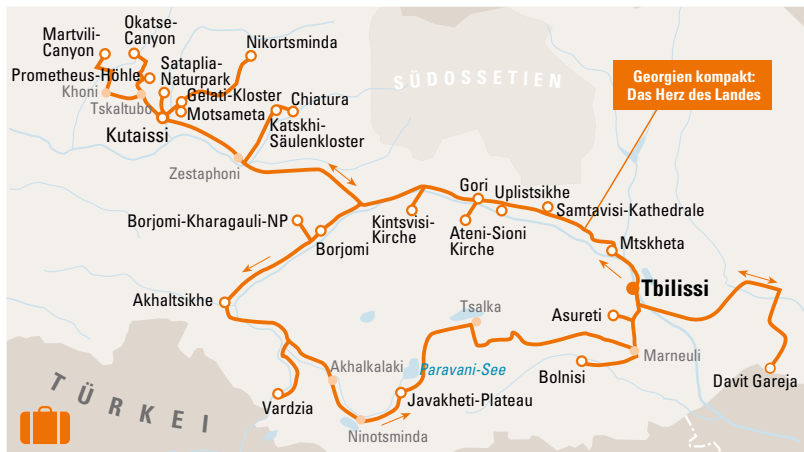 Martvili-
Canyon
Okatse-
Canyon
Nikortsminda
Sataplia-
Naturpark
Prometheus-Höhle
Khoni
Tskaltubo
Gelati-Kloster
Motsameta
Chiatura
Kutaissi
Katskhi-
Säulenkloster
Zestaphoni
SÜDOSSETIEN
Georgien kompakt:
Das Herz des Landes
Gori
Uplistsikhe
Samtavisi-Kathedrale
Borjomi-Kharagauli-NP
Kintsvisi-
Kirche
Ateni-Sioni
Kirche
Borjomi
Mtskheta
Tbilissi
Akhaltsikhe
Tsalka
Asureti
Marneuli
Akhalkalaki
Paravani-See
Bolnisi
Davit Gareja
Vardzia
Javakheti-Plateau
Ninotsminda
TÜRKEI